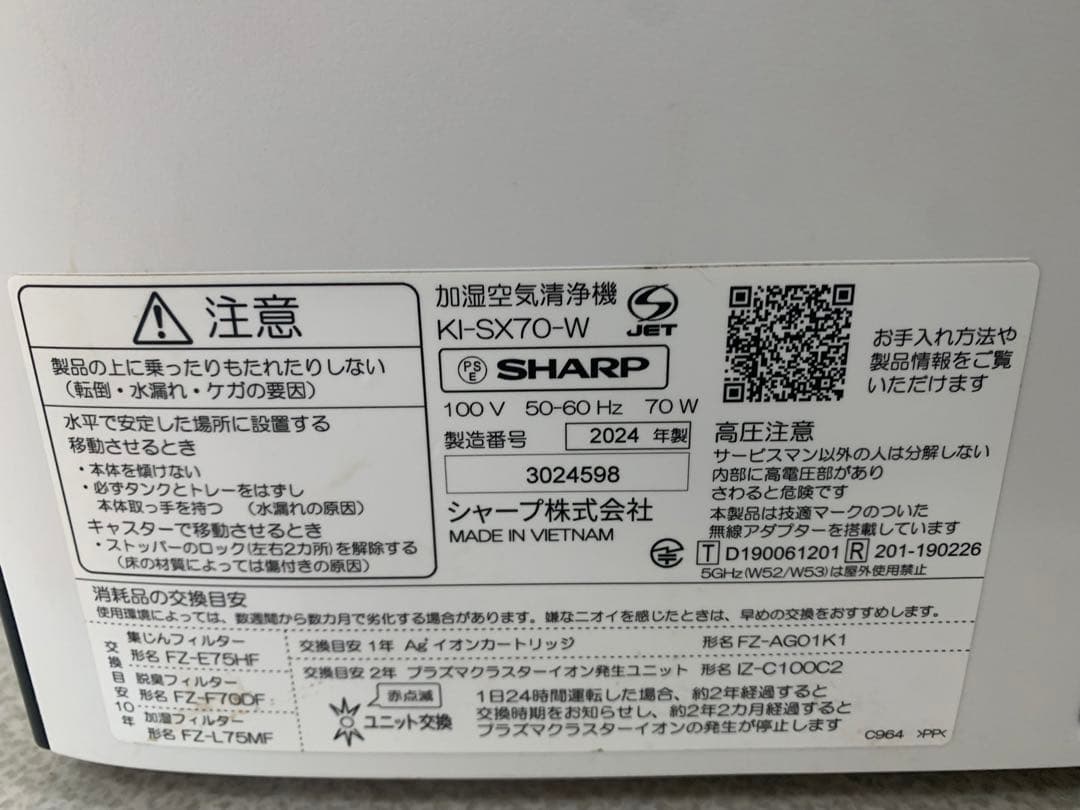 注意
製品の上に乗ったりもたれたりしない
（転倒・水漏れ・ケガの要因）
水平で安定した場所に設置する
移動させるとき
・本体を傾けない
・必ずタンクとトレーをはずし
本体取っ手を持つ （水漏れの原因）
キャスターで移動させるとき
・ストッパーのロック(左右2カ所)を解除する
（床の材質によっては傷付きの原因）
加湿空気清浄機
KI-SX70-W
JET
PS
E
SHARP
100 V 50-60 Hz 70 W
製造番号 2024 年製
3024598
シャープ株式会社
MADE IN VIETNAM
お手入れ方法や
製品情報をご覧
いただけます
高圧注意
サービスマン以外の人は分解しない
内部に高電圧部があり
さわると危険です
本製品は技適マークのついた
無線アダプターを搭載しています
T D190061201 R 201-190226
5GHz(W52/W53)は屋外使用禁止
消耗品の交換目安
使用環境によっては、数週間から数カ月で劣化する場合があります。嫌なニオイを感じたときは、早めの交換をおすすめします。
交換目安10年
集じんフィルター
形名 FZ-E75HF
脱臭フィルター
形名 FZ-F70DF
加湿フィルター
形名 FZ-L75MF
交換目安 1年 Ag⁺イオンカートリッジ 形名 FZ-AG01K1
交換目安 2年 プラズマクラスターイオン発生ユニット 形名 IZ-C100C2
赤点滅
ユニット交換
1日24時間運転した場合、約2年経過すると
交換時期をお知らせし、約2年2カ月経過すると
プラズマクラスターイオンの発生が停止します
C964 >PP<